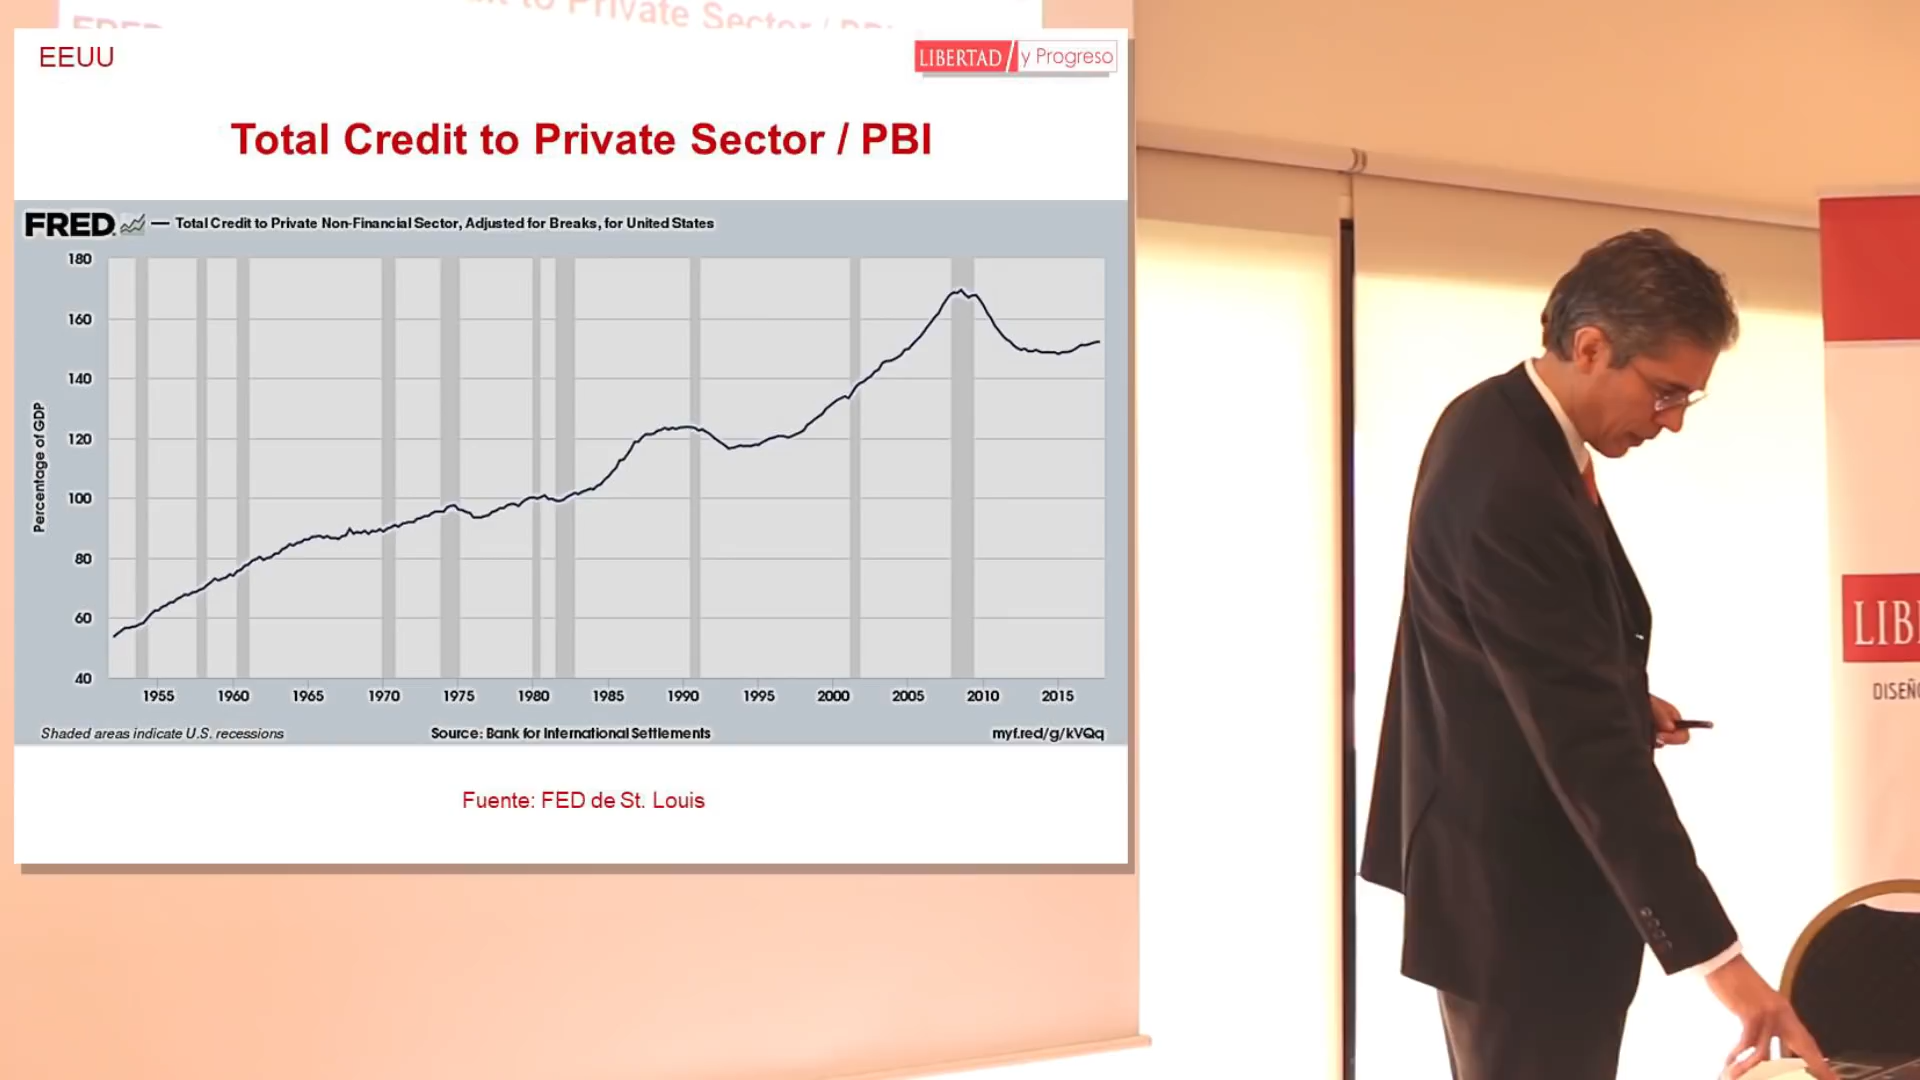 to Private Sector
EEUU
LIBERTAD y Progreso
Total Credit to Private Sector / PBI
FRED — Total Credit to Private Non-Financial Sector, Adjusted for Breaks, for United States
Percentage of GDP
180
160
140
120
100
80
60
40
1955 1960 1965 1970 1975 1980 1985 1990 1995 2000 2005 2010 2015
Shaded areas indicate U.S. recessions
Source: Bank for International Settlements
myf.red/g/kVQq
Fuente: FED de St. Louis
LIB
DISEÑ